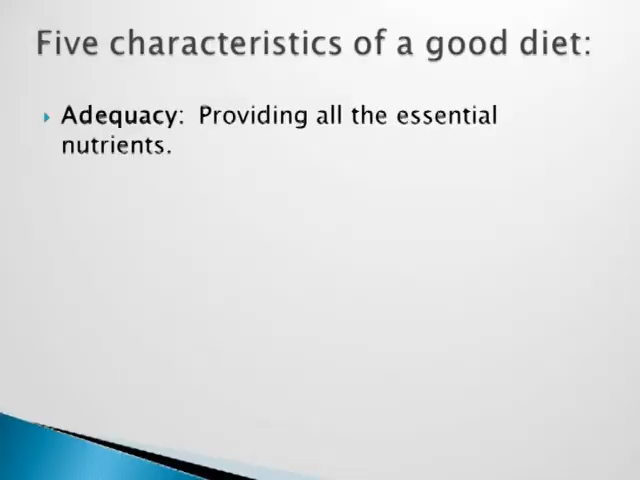 Five characteristics of a good diet:
Adequacy: Providing all the essential
nutrients.